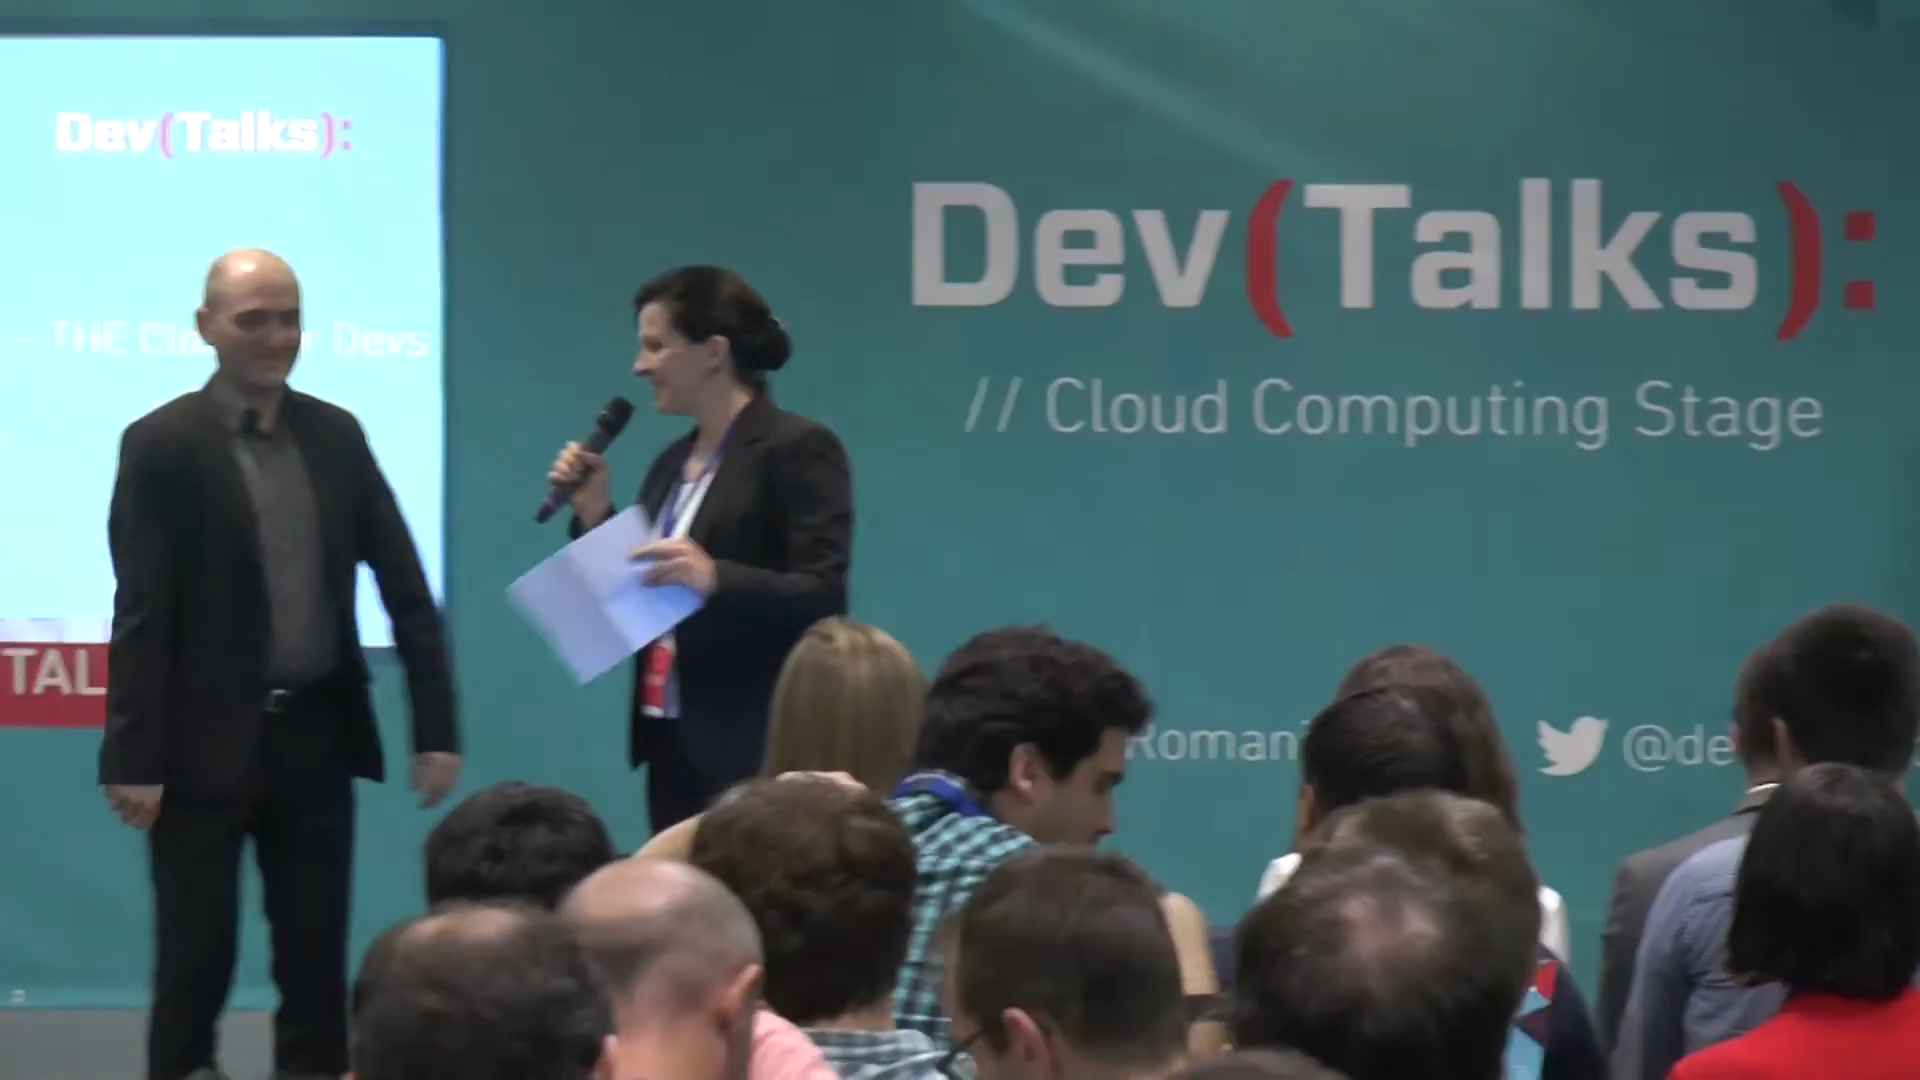 Dev(Talks):
– THE Clo r Devs
TAL
Dev(Talks):
// Cloud Computing Stage
Romani
@de